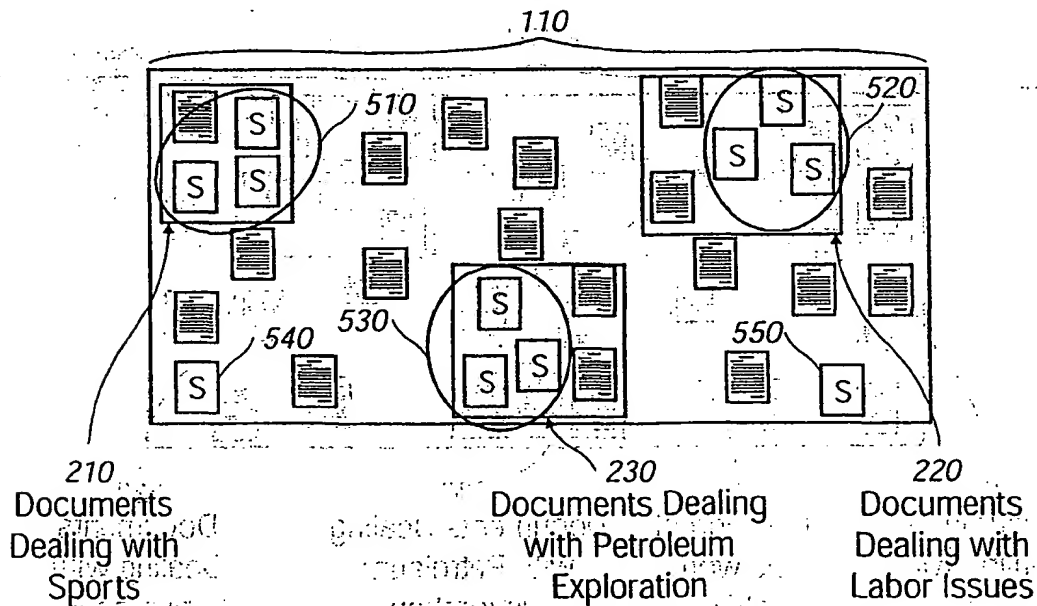 110
510
520
S
S
S
S
S
S
530
S
S
S
540
S
550
S
210
Documents
Dealing with
Sports
230
Documents Dealing
with Petroleum
Exploration
220
Documents
Dealing with
Labor Issues